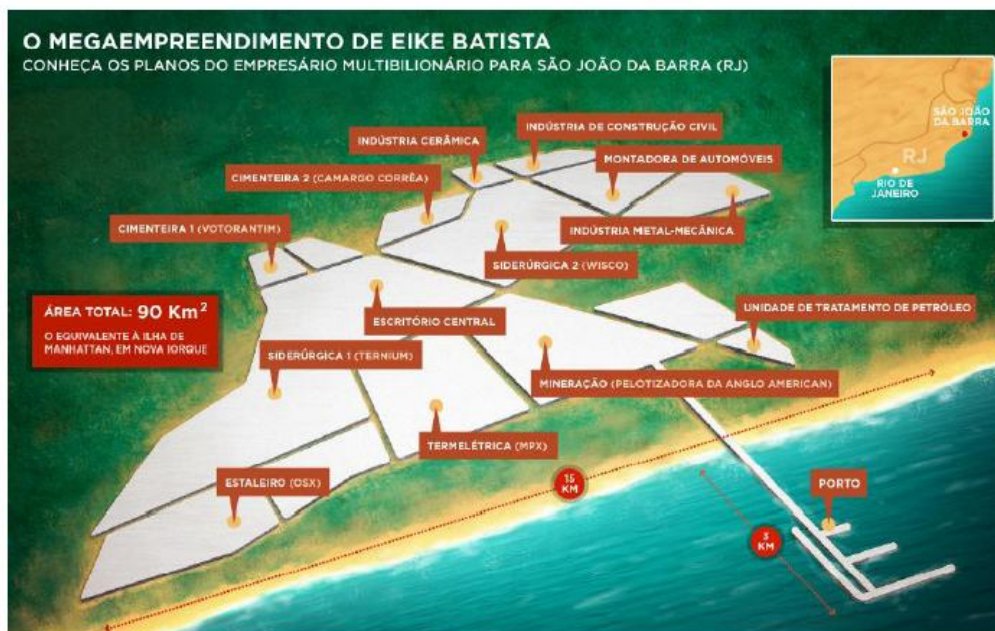 O MEGAEMPREENDIMENTO DE EIKE BATISTA
CONHEÇA OS PLANOS DO EMPRESÁRIO MULTIBILIONÁRIO PARA SÃO JOÃO DA BARRA (RJ)
SÃO JOÃO
DA BARRA
RJ
RIO DE
JANEIRO
INDÚSTRIA DE CONSTRUÇÃO CIVIL
INDÚSTRIA CERÂMICA
MONTADORA DE AUTOMÓVEIS
CIMENTEIRA 2 (CAMARGO CORRÊA)
CIMENTEIRA 1 (VOTORANTIM)
INDÚSTRIA METAL-MECÂNICA
SIDERÚRGICA 2 (WISCO)
ÁREA TOTAL: 90 Km²
O EQUIVALENTE À ILHA DE
MANHATTAN, EM NOVA IORQUE
UNIDADE DE TRATAMENTO DE PETRÓLEO
ESCRITÓRIO CENTRAL
SIDERÚRGICA 1 (TERNIUM)
MINERAÇÃO (PELOTIZADORA DA ANGLO AMERICAN)
TERMELÉTRICA (MPX)
ESTALEIRO (OSX)
15
KM
PORTO
3
KM